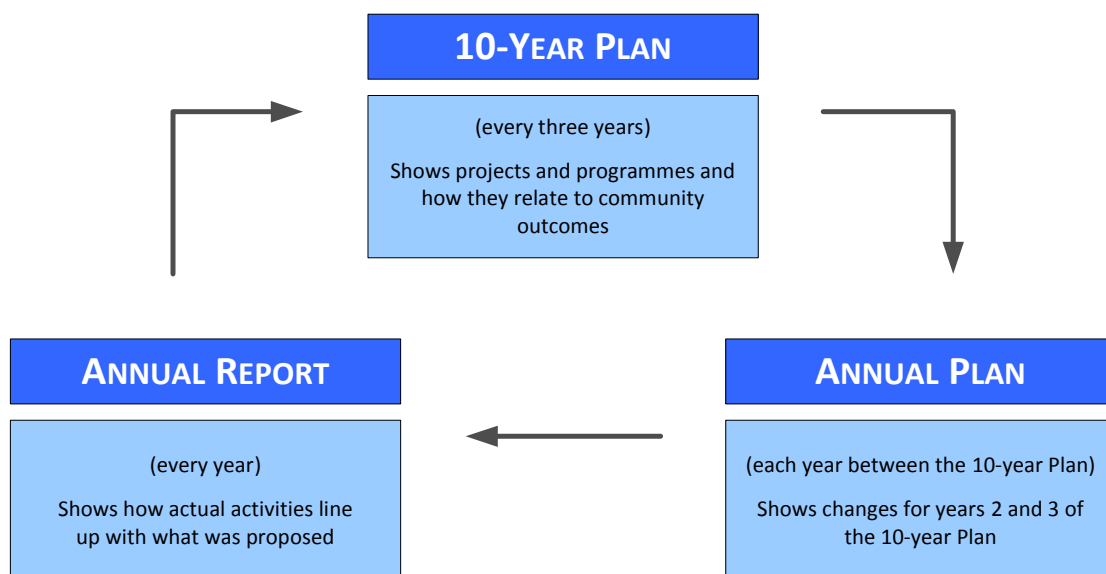 10-YEAR PLAN
(every three years)
Shows projects and programmes and
how they relate to community
outcomes
ANNUAL REPORT
(every year)
Shows how actual activities line
up with what was proposed
ANNUAL PLAN
(each year between the 10-year Plan)
Shows changes for years 2 and 3 of
the 10-year Plan